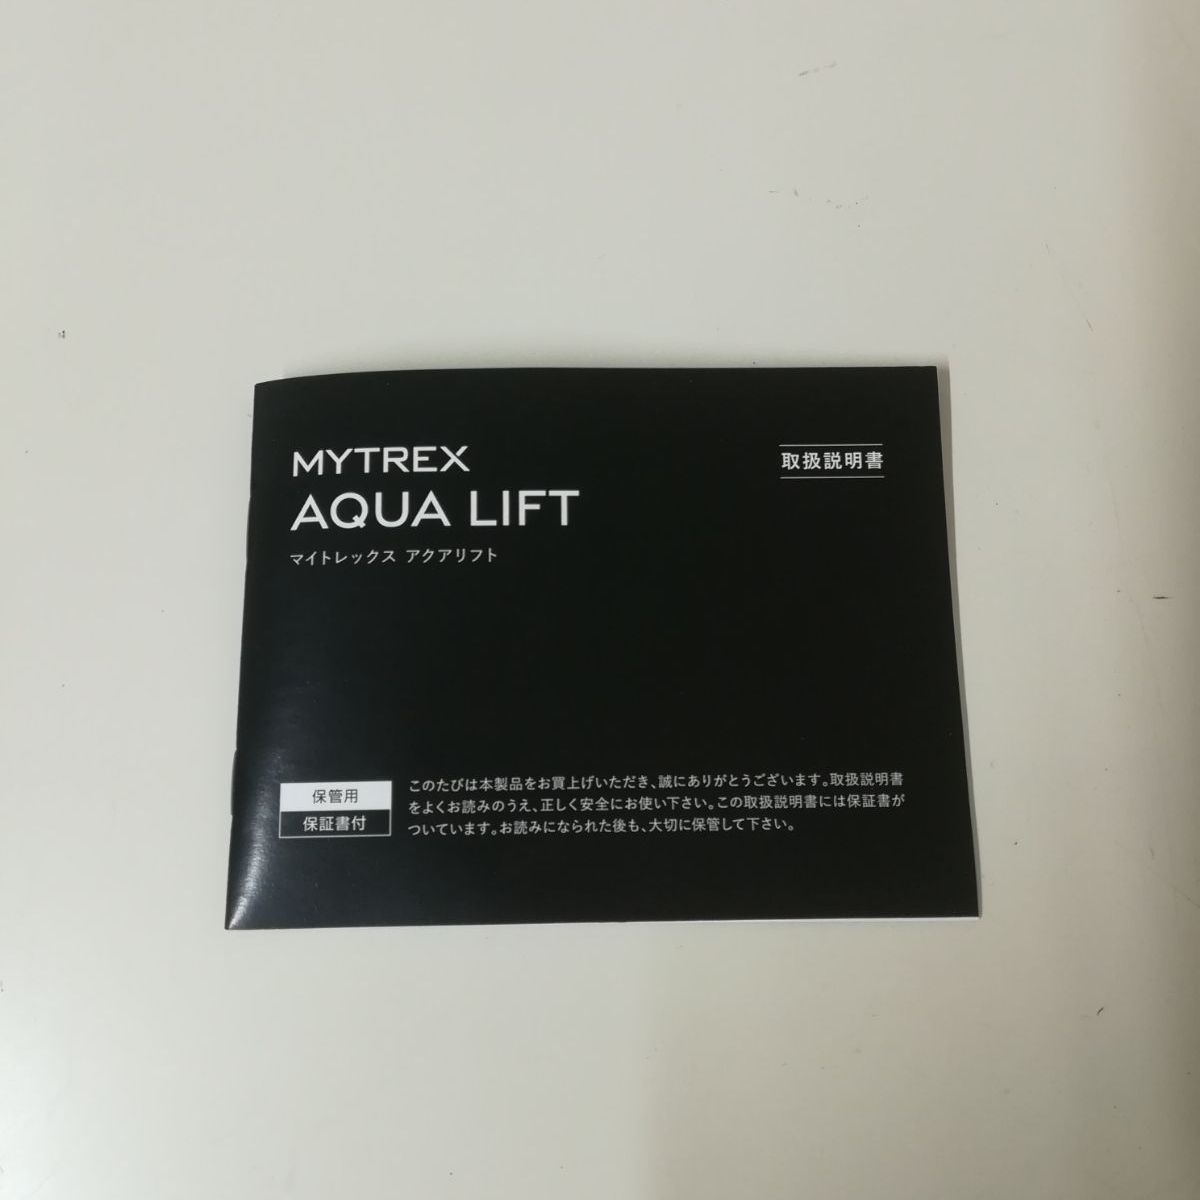 MYTREX
AQUA LIFT
マイトレックス アクアリフト
取扱説明書
保管用
保証書付
このたびは本製品をお買上げいただき、誠にありがとうございます。取扱説明書
をよくお読みのうえ、正しく安全にお使い下さい。この取扱説明書には保証書が
ついています。お読みになられた後も、大切に保管して下さい。